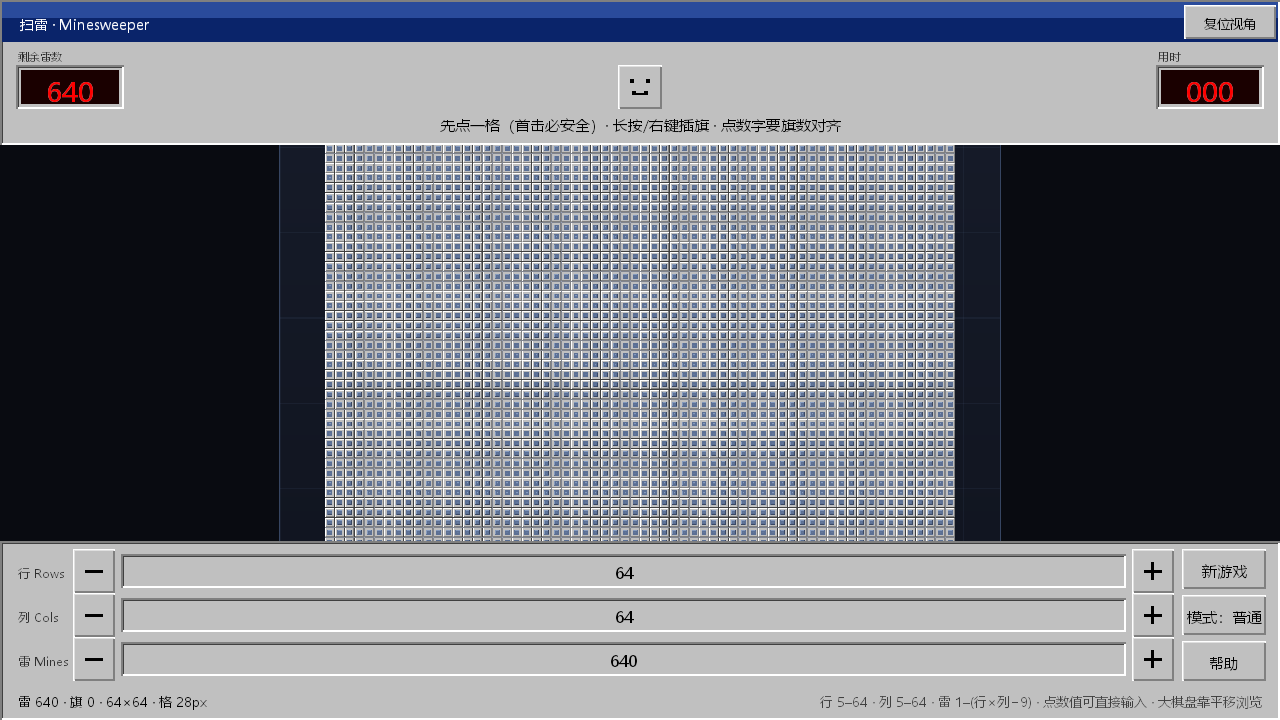 扫雷 · Minesweeper
复位视角
剩余雷数
用时
640
000
先点一格（首击必安全）· 长按/右键插旗 · 点数字要旗数对齐
行 Rows
64
新游戏
列 Cols
64
模式：普通
雷 Mines
640
帮助
雷 640 · 旗 0 · 64×64 · 格 28px
行 5–64 · 列 5–64 · 雷 1–(行×列−9) · 点数值可直接输入 · 大棋盘靠平移浏览